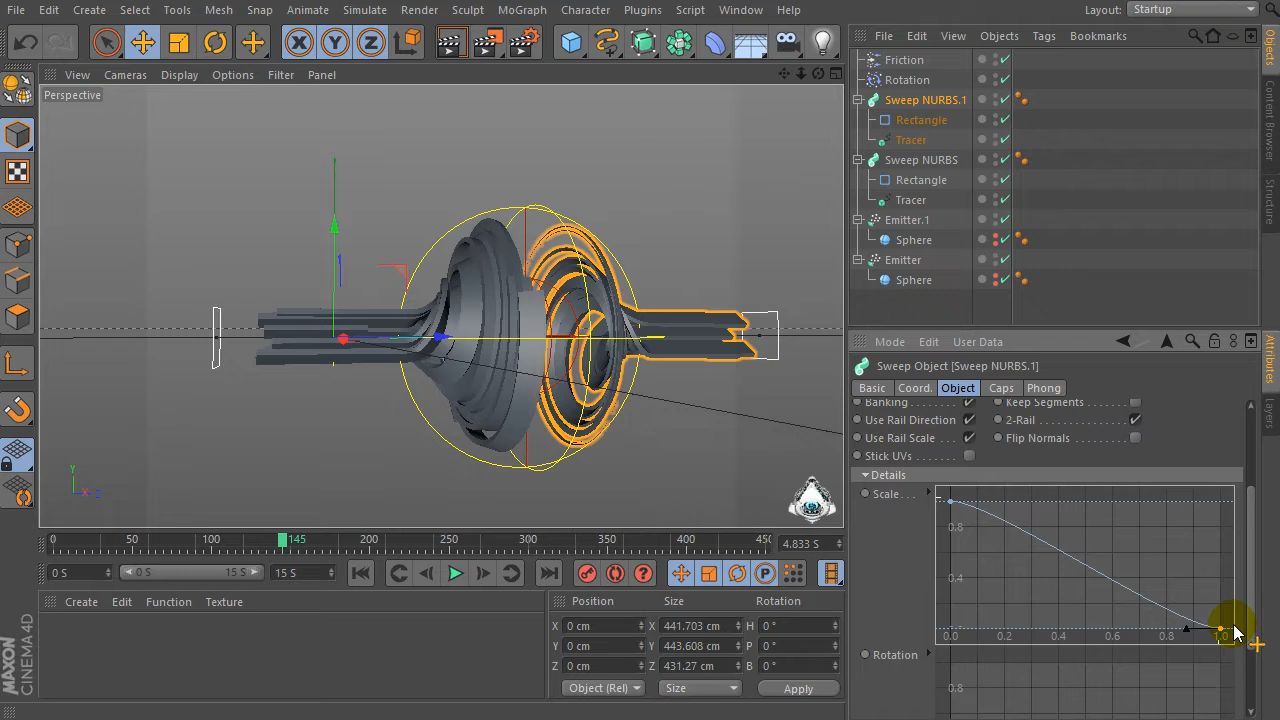 File Edit Create Select Tools Mesh Snap Animate Simulate Render Sculpt MoGraph Character Plugins Script Window Help Layout: Startup
X Y Z
File Edit View Objects Tags Bookmarks
View Cameras Display Options Filter Panel
Perspective
Friction
Rotation
Sweep NURBS.1
Rectangle
Tracer
Sweep NURBS
Rectangle
Tracer
Emitter.1
Sphere
Emitter
Sphere
Objects
Content Browser
Structure
Mode Edit User Data
Sweep Object [Sweep NURBS.1]
Basic Coord. Object Caps Phong
Banking Keep Segments
Use Rail Direction 2-Rail
Use Rail Scale Flip Normals
Stick UVs
Details
Scale
0.8
0.4
0.0 0.2 0.4 0.6 0.8 1.0
Rotation
0.8
Attributes
Layers
Y
X Z
0 50 100 145 200 250 300 350 400 450 4.833 S
0 S 0 S 15 S 15 S
P
Create Edit Function Texture
Position Size Rotation
X 0 cm X 441.703 cm H 0 °
Y 0 cm Y 443.608 cm P 0 °
Z 0 cm Z 431.27 cm B 0 °
Object (Rel) Size Apply
MAXON
CINEMA 4D